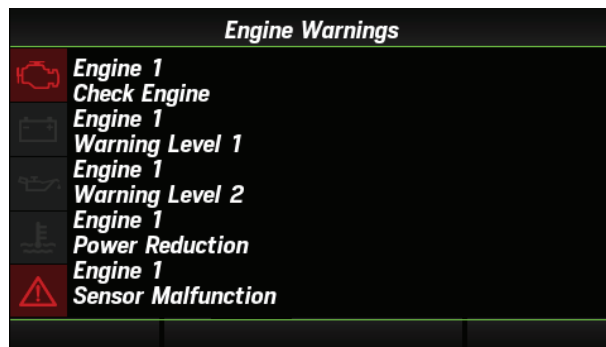 Engine Warnings
Engine 1
Check Engine
Engine 1
Warning Level 1
Engine 1
Warning Level 2
Engine 1
Power Reduction
Engine 1
Sensor Malfunction